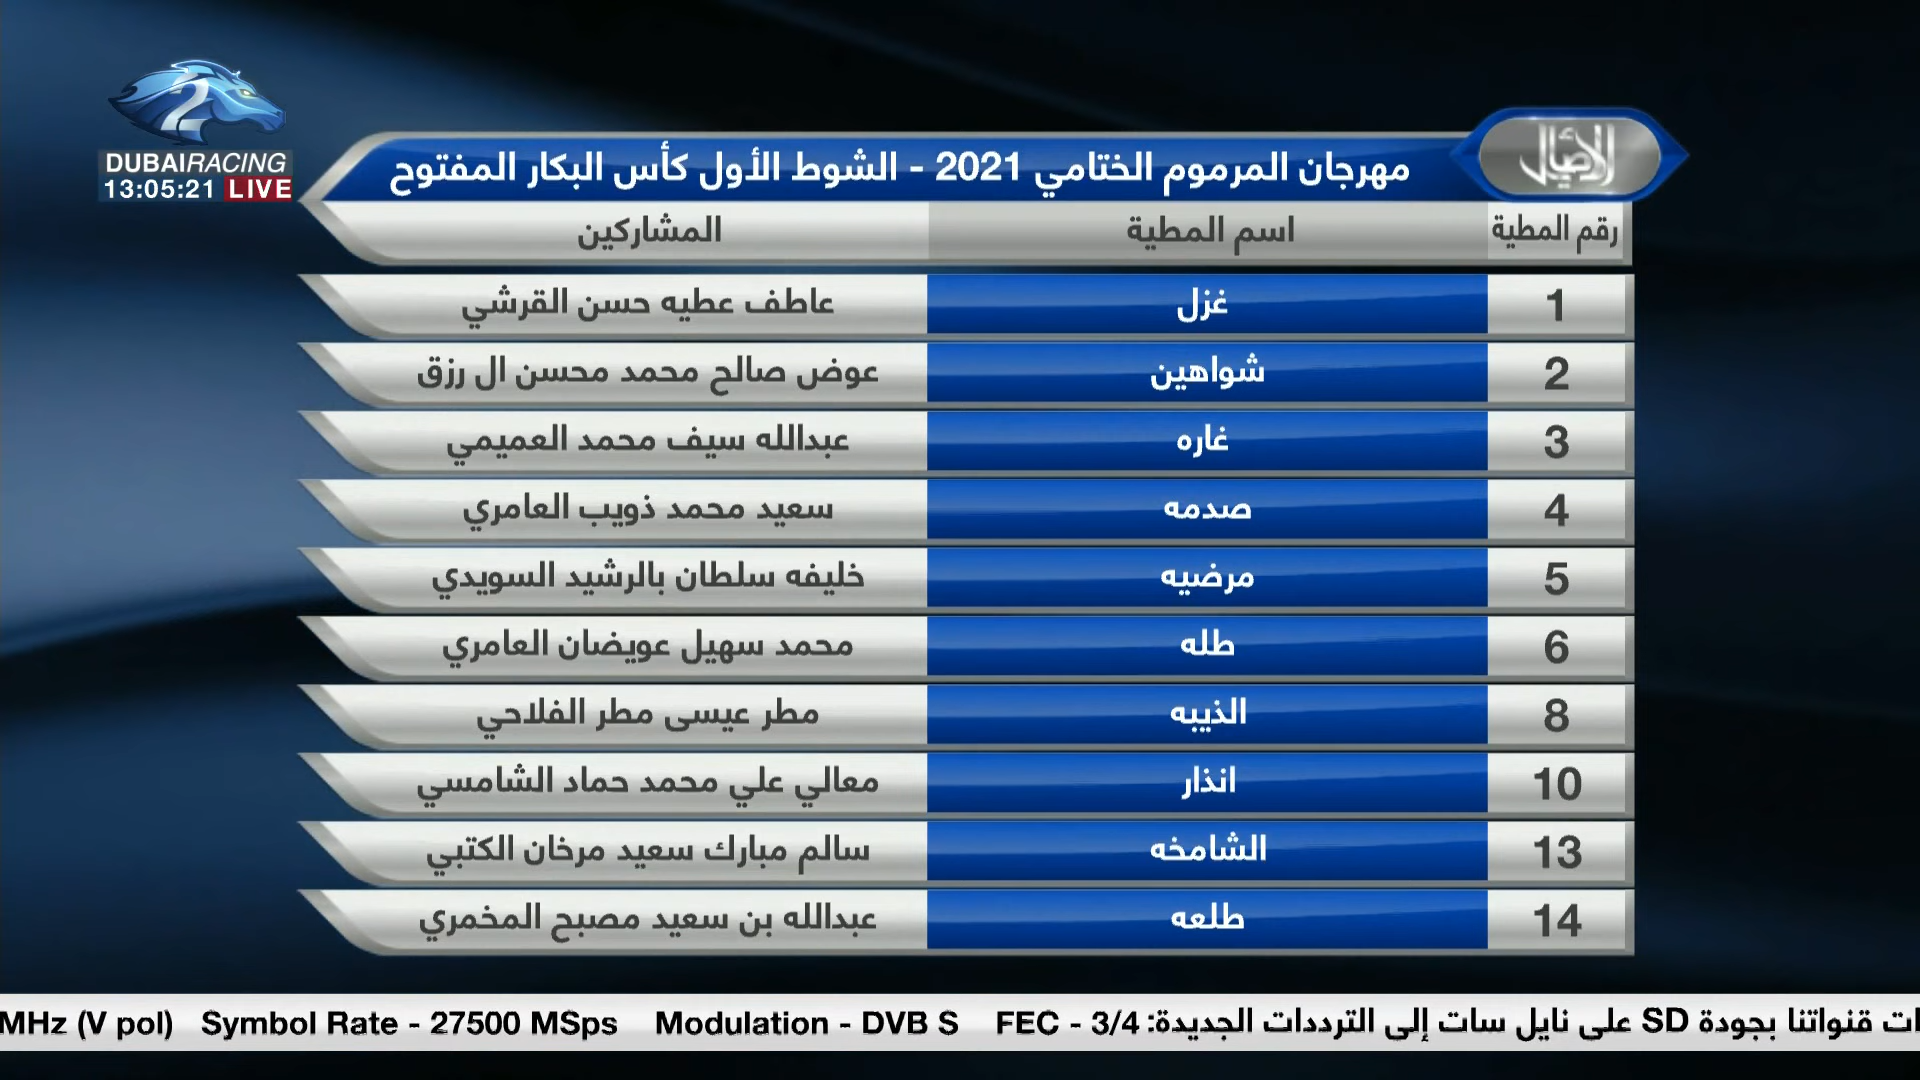 DUBAIRACING
13:05:21 LIVE
الأصايل
مهرجان المرموم الختامي 2021 - الشوط الأول كأس البكار المفتوح
رقم المطية اسم المطية المشاركين
1 غزل عاطف عطيه حسن القرشي
2 شواهين عوض صالح محمد محسن ال رزق
3 غاره عبدالله سيف محمد العميمي
4 صدمه سعيد محمد ذويب العامري
5 مرضيه خليفه سلطان بالرشيد السويدي
6 طله محمد سهيل عويضان العامري
8 الذيبه مطر عيسى مطر الفلاحي
10 انذار معالي علي محمد حماد الشامسي
13 الشامخه سالم مبارك سعيد مرخان الكتبي
14 طلعه عبدالله بن سعيد مصبح المخمري
ات قنواتنا بجودة SD على نايل سات إلى الترددات الجديدة: MHz (V pol) Symbol Rate - 27500 MSps Modulation - DVB S FEC - 3/4